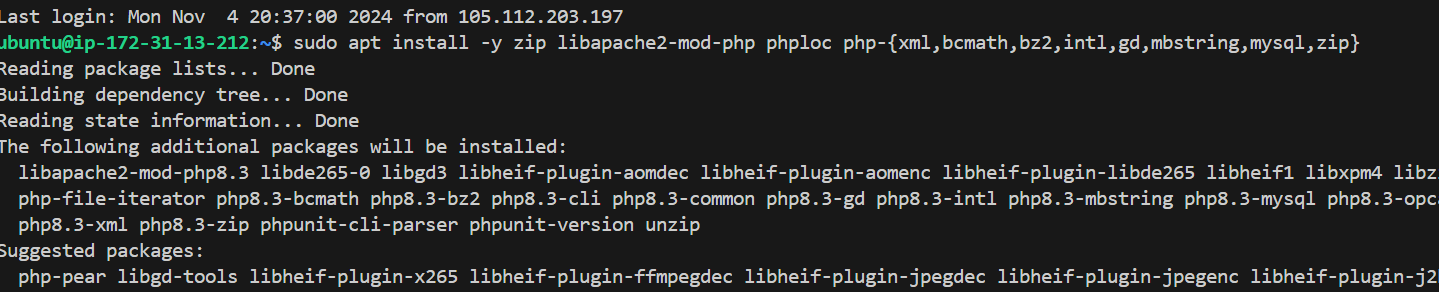 Last login: Mon Nov  4 20:37:00 2024 from 105.112.203.197
ubuntu@ip-172-31-13-212:~$ sudo apt install -y zip libapache2-mod-php phploc php-{xml,bcmath,bz2,intl,gd,mbstring,mysql,zip}
Reading package lists... Done
Building dependency tree... Done
Reading state information... Done
The following additional packages will be installed:
  libapache2-mod-php8.3 libde265-0 libgd3 libheif-plugin-aomdec libheif-plugin-aomenc libheif-plugin-libde265 libheif1 libxpm4 libz
  php-file-iterator php8.3-bcmath php8.3-bz2 php8.3-cli php8.3-common php8.3-gd php8.3-intl php8.3-mbstring php8.3-mysql php8.3-opc
  php8.3-xml php8.3-zip phpunit-cli-parser phpunit-version unzip
Suggested packages:
  php-pear libgd-tools libheif-plugin-x265 libheif-plugin-ffmpegdec libheif-plugin-jpegdec libheif-plugin-jpegenc libheif-plugin-j2